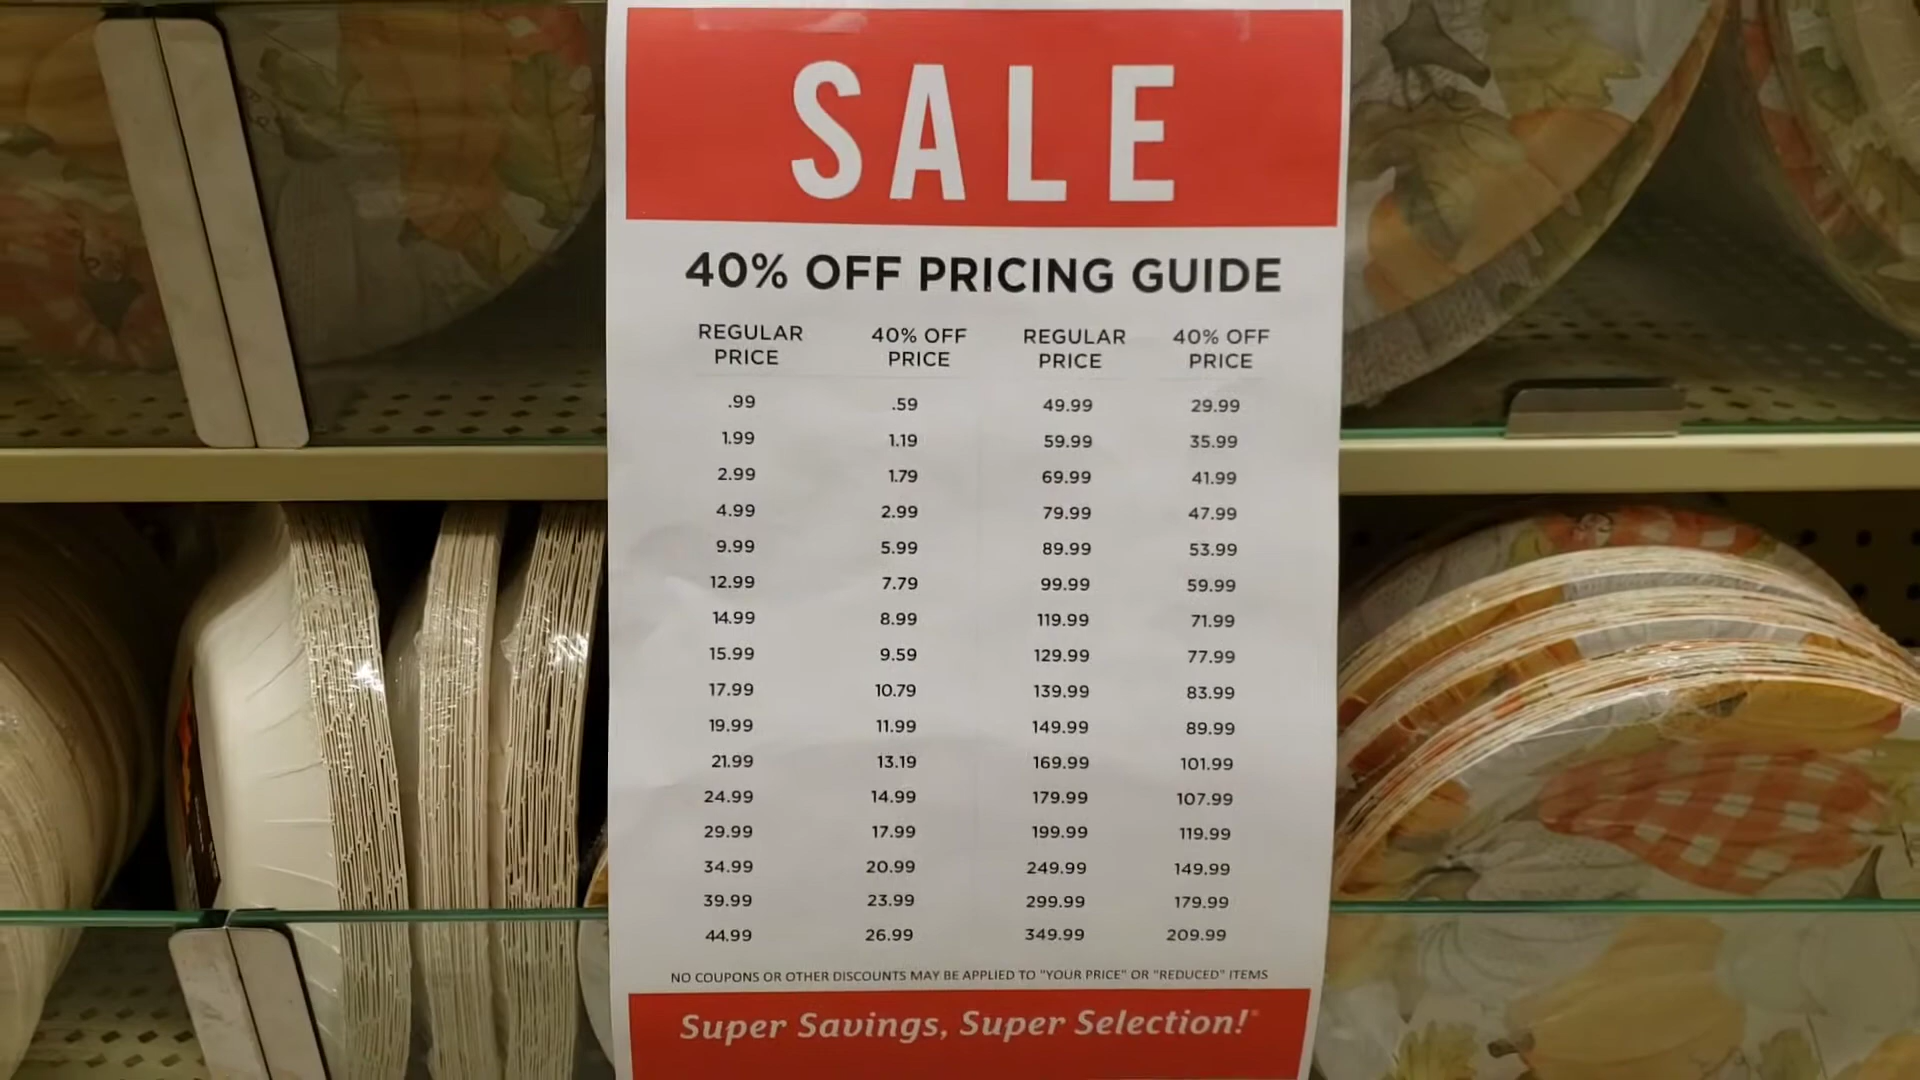 SALE
40% OFF PRICING GUIDE
REGULAR PRICE 40% OFF PRICE REGULAR PRICE 40% OFF PRICE
.99 .59 49.99 29.99
1.99 1.19 59.99 35.99
2.99 1.79 69.99 41.99
4.99 2.99 79.99 47.99
9.99 5.99 89.99 53.99
12.99 7.79 99.99 59.99
14.99 8.99 119.99 71.99
15.99 9.59 129.99 77.99
17.99 10.79 139.99 83.99
19.99 11.99 149.99 89.99
21.99 13.19 169.99 101.99
24.99 14.99 179.99 107.99
29.99 17.99 199.99 119.99
34.99 20.99 249.99 149.99
39.99 23.99 299.99 179.99
44.99 26.99 349.99 209.99
NO COUPONS OR OTHER DISCOUNTS MAY BE APPLIED TO "YOUR PRICE" OR "REDUCED" ITEMS
Super Savings, Super Selection!